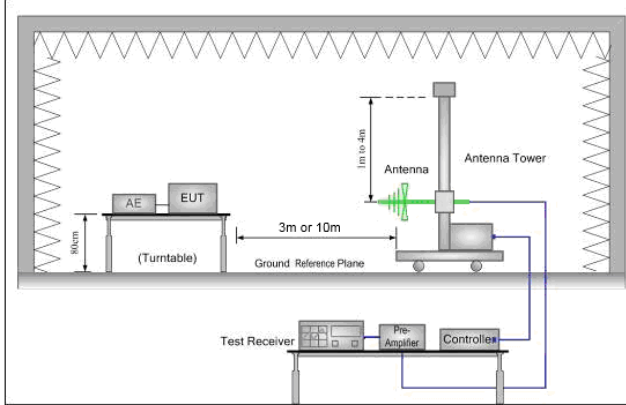 1m to 4m
Antenna
Antenna Tower
AE
EUT
80cm
3m or 10m
(Turntable)
Ground Reference Plane
Test Receiver
Pre-
Amplifier
Controller